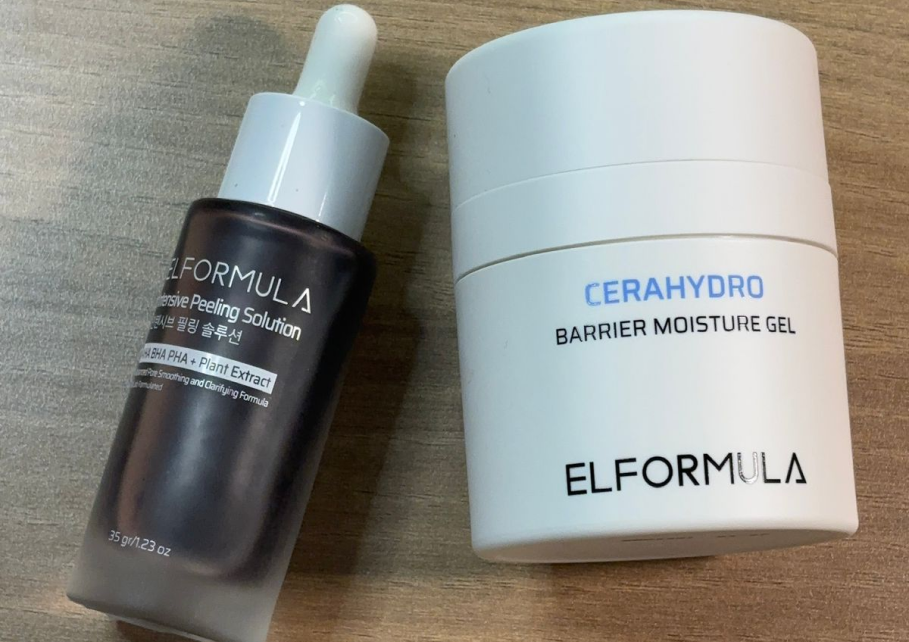 ELFORMULA
Peeling Solution
필링 솔루션
BHA PHA + Plant Extract
Pore Smoothing and Clarifying Formula
35 gr/1.23 oz
CERAHYDRO
BARRIER MOISTURE GEL
ELFORMULA